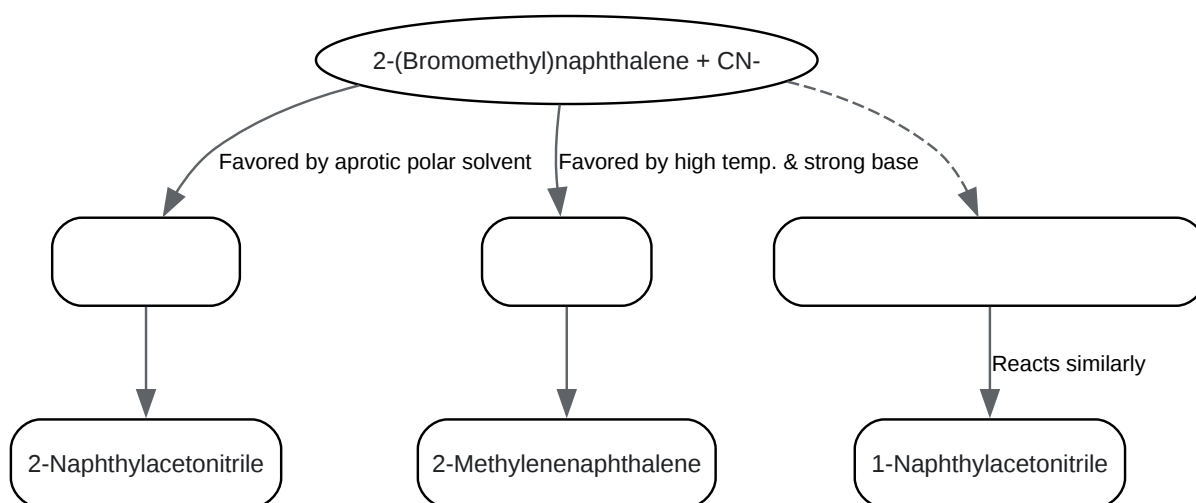 2-(Bromomethyl)naphthalene + CN-
Favored by aprotic polar solvent
Favored by high temp. & strong base
Reacts similarly
2-Naphthylacetonitrile
2-Methylenenaphthalene
1-Naphthylacetonitrile